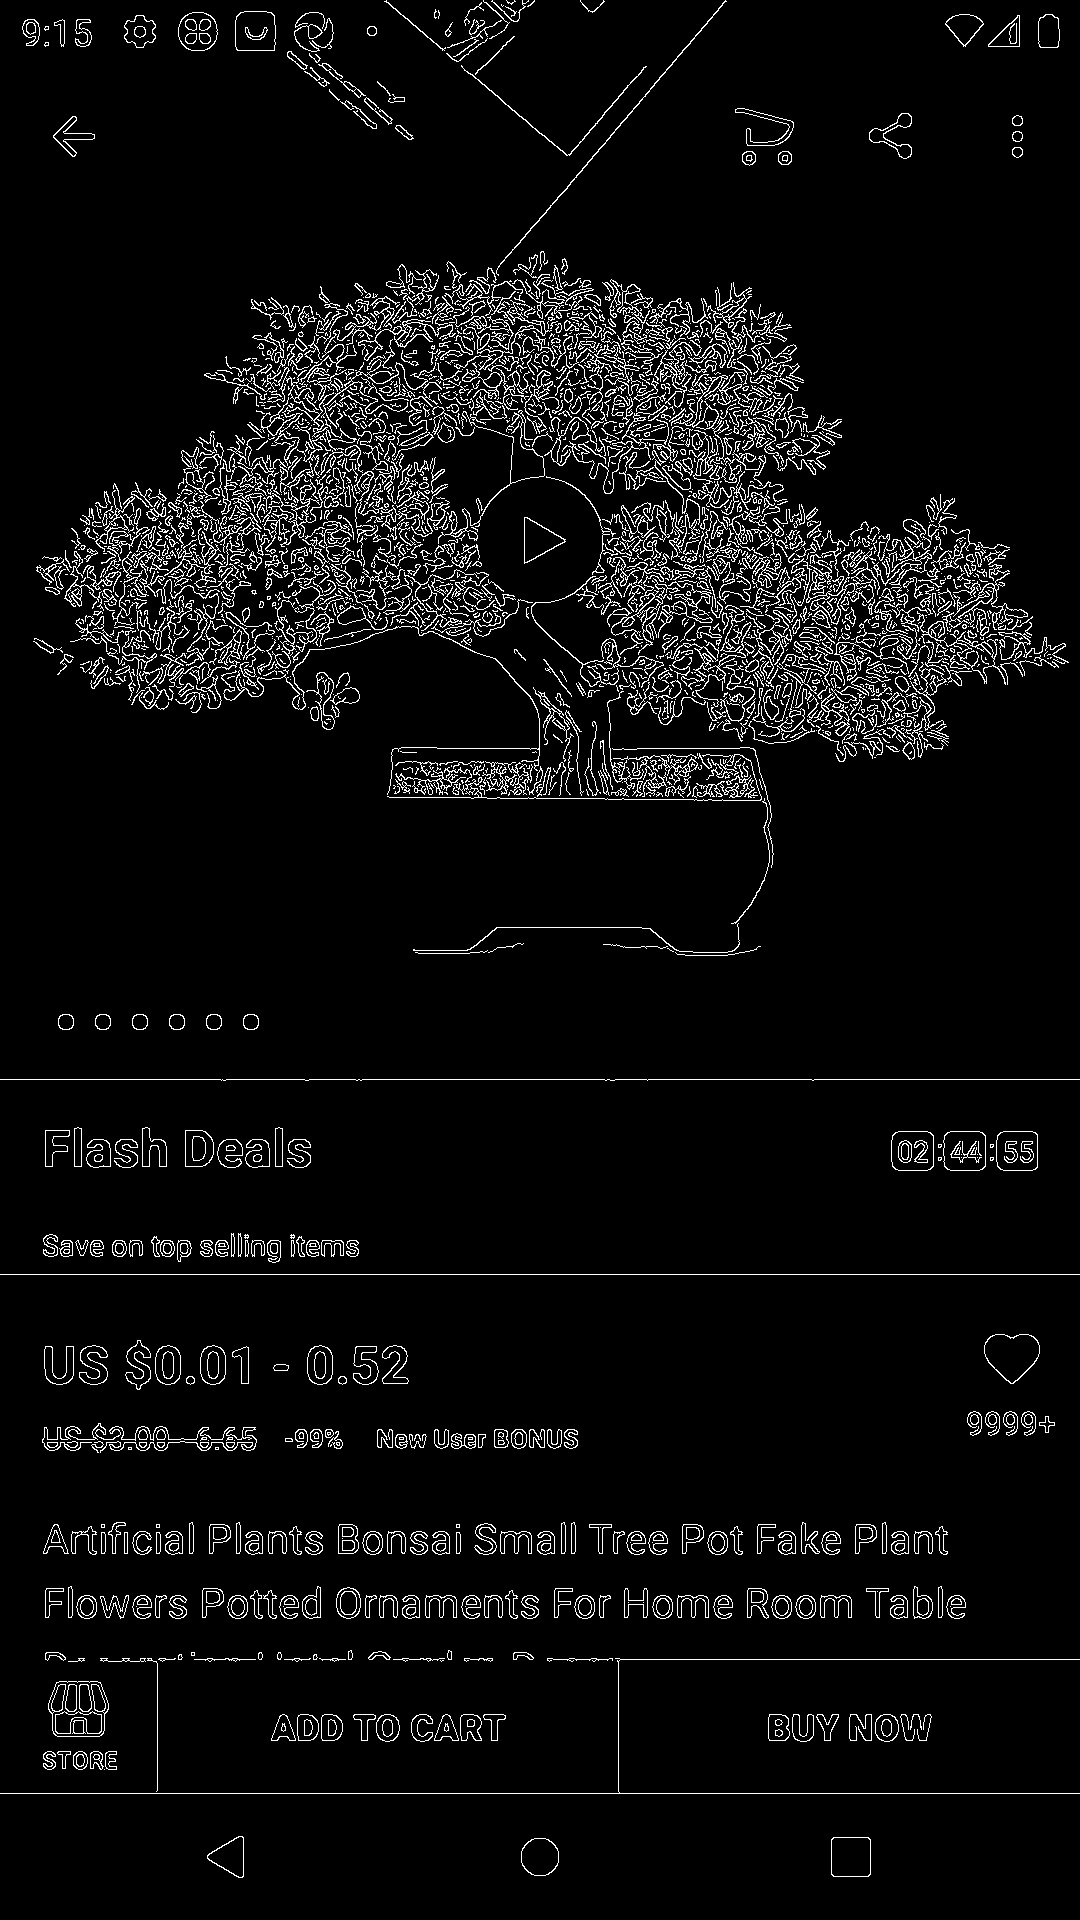 9:15
Flash Deals
02:44:55
Save on top selling items
US $0.01 - 0.52
9999+
US $3.00 - 6.65 -99% New User BONUS
Artificial Plants Bonsai Small Tree Pot Fake Plant
Flowers Potted Ornaments For Home Room Table
STORE
ADD TO CART
BUY NOW